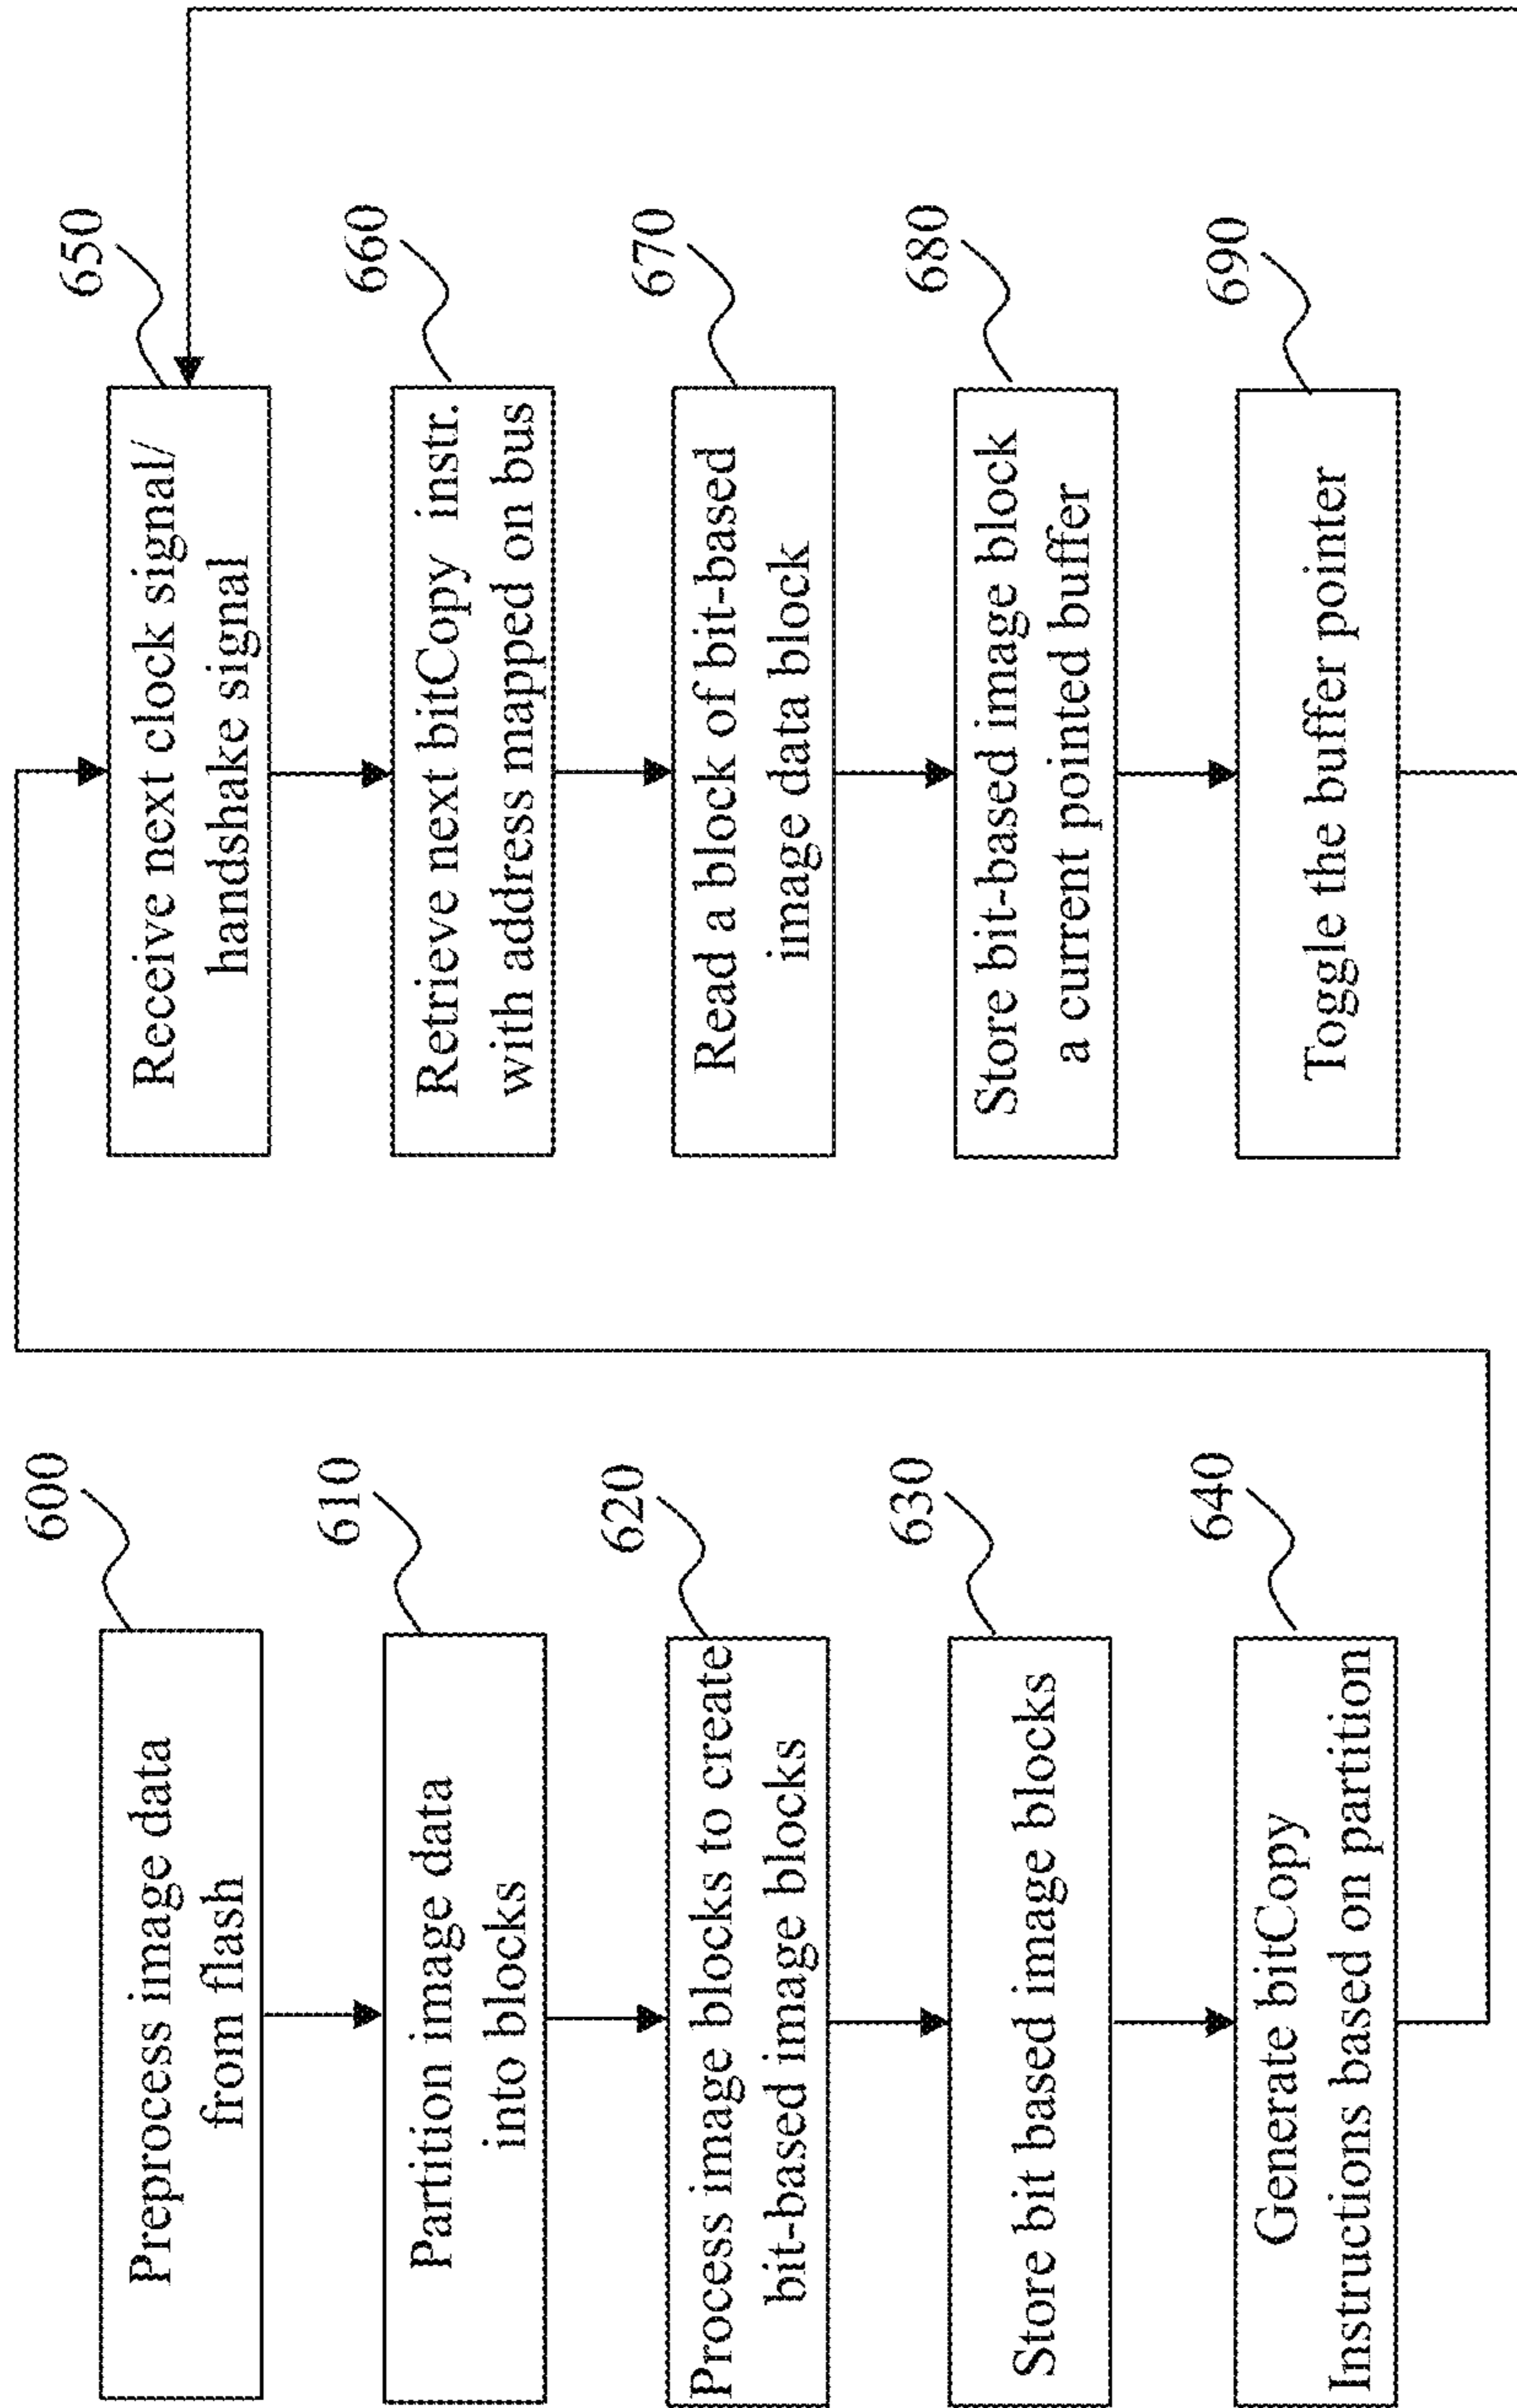 600
Preprocess image data
from flash
610
Partition image data
into blocks
620
Process image blocks to create
bit-based image blocks
630
Store bit based image blocks
640
Generate bitCopy
Instructions based on partition
650
Receive next clock signal/
handshake signal
660
Retrieve next bitCopy instr.
with address mapped on bus
670
Read a block of bit-based
image data block
680
Store bit-based image block
a current pointed buffer
690
Toggle the buffer pointer